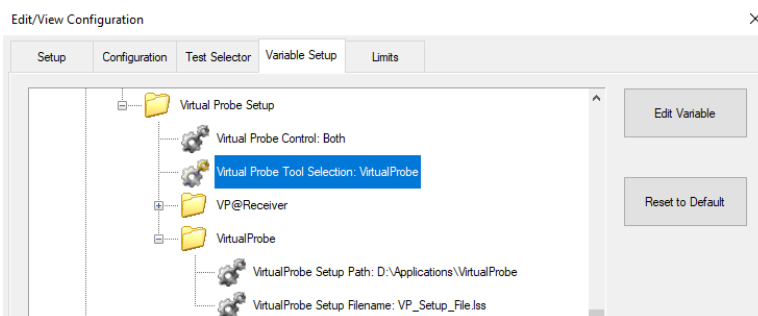 Edit/View Configuration
Setup
Configuration
Test Selector
Variable Setup
Limits
Virtual Probe Setup
Edit Variable
Virtual Probe Control: Both
Virtual Probe Tool Selection: VirtualProbe
VP@Receiver
Reset to Default
VirtualProbe
VirtualProbe Setup Path: D:\Applications\VirtualProbe
VirtualProbe Setup Filename: VP_Setup_File.lss